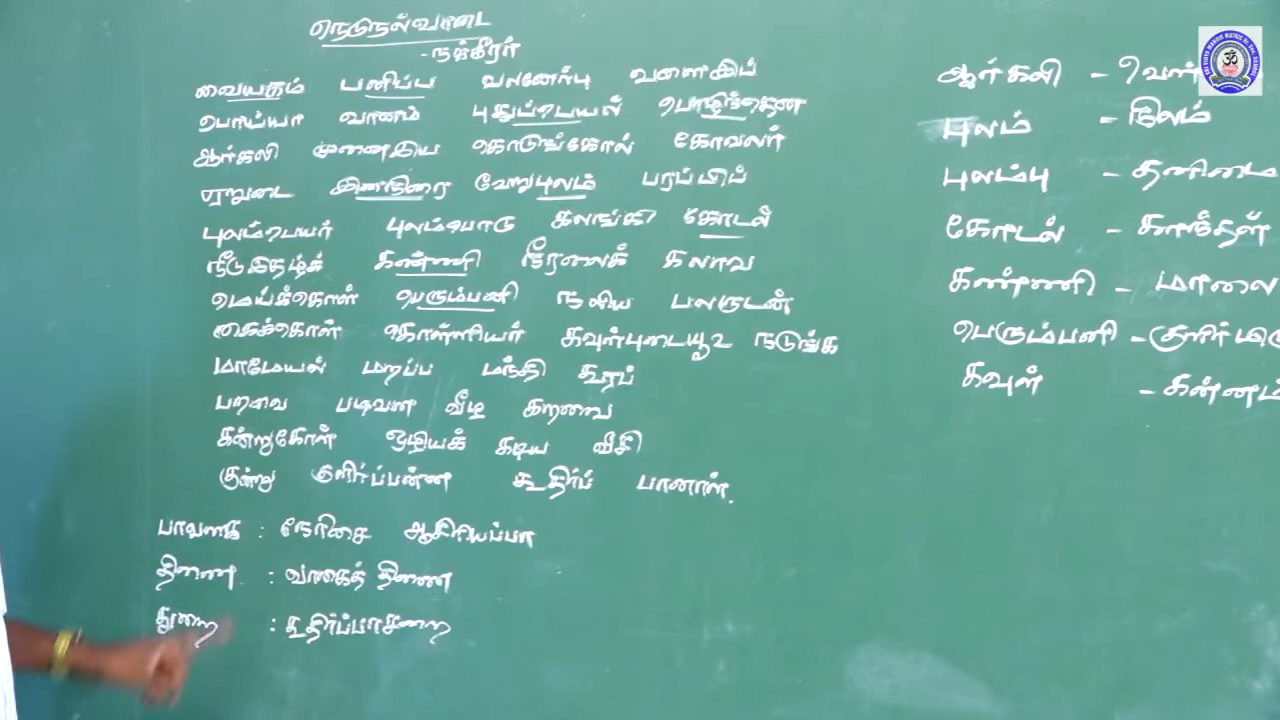 நெடுநல்வாடை
- நக்கீரர்
வையகம் பனிப்ப வலனேர்பு வளைஇப்
பொய்யா வானம் புதுப்பெயல் பொழிந்தென
ஆர்கலி முனைஇய கொடுங்கோல் கோவலர்
ஏறுடை இனநிரை வேறுபுலம் பரப்பிப்
புலம்பெயர் புலம்பொடு கலங்கி கோடல்
நீடுஇதழ்க் கண்ணி நீரலைக் கலாவ
மெய்க்கொள் பெரும்பனி நலிய பலருடன்
கைக்கொள் கொள்ளியர் கவுள்புடையூஉ நடுங்க
மாமேயல் மறப்ப மந்தி கூரப்
பறவை படிவன வீழ கறவை
கன்றுகோள் ஒழியக் கடிய வீசி
குன்று குளிர்ப்பன்ன கூதிர்ப் பானாள்.
பாவகை : நேரிசை ஆசிரியப்பா
திணை : வாகைத் திணை
துறை : கூதிர்ப்பாசறை
ஆர்கலி -
புலம் - நிலம்
புலம்பு - தனிமை
கோடல் - காந்தள்
கண்ணி - மாலை
பெரும்பனி -
கவுள் - கன்னம்